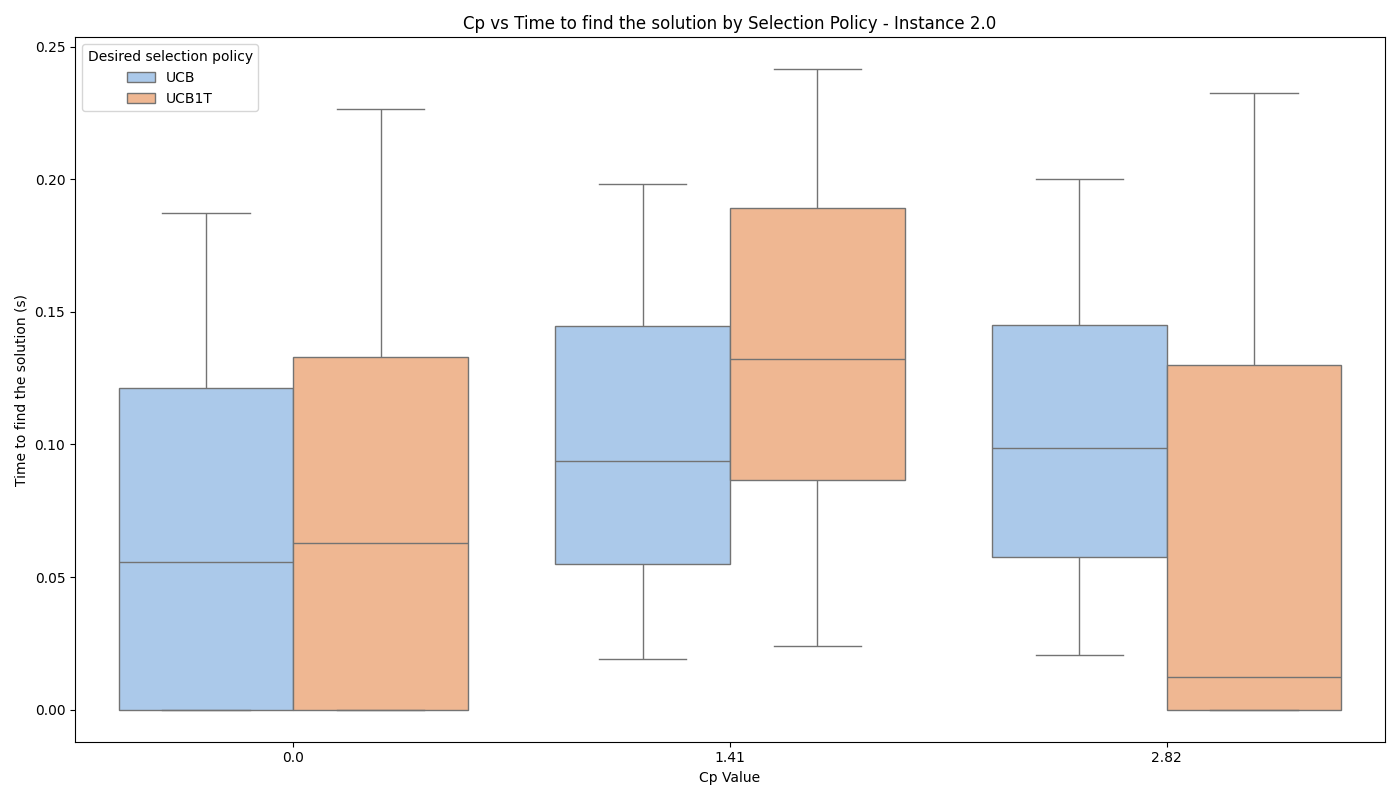 Cp vs Time to find the solution by Selection Policy - Instance 2.0
Desired selection policy
UCB
UCB1T
Time to find the solution (s)
0.25
0.20
0.15
0.10
0.05
0.00
0.0
1.41
2.82
Cp Value